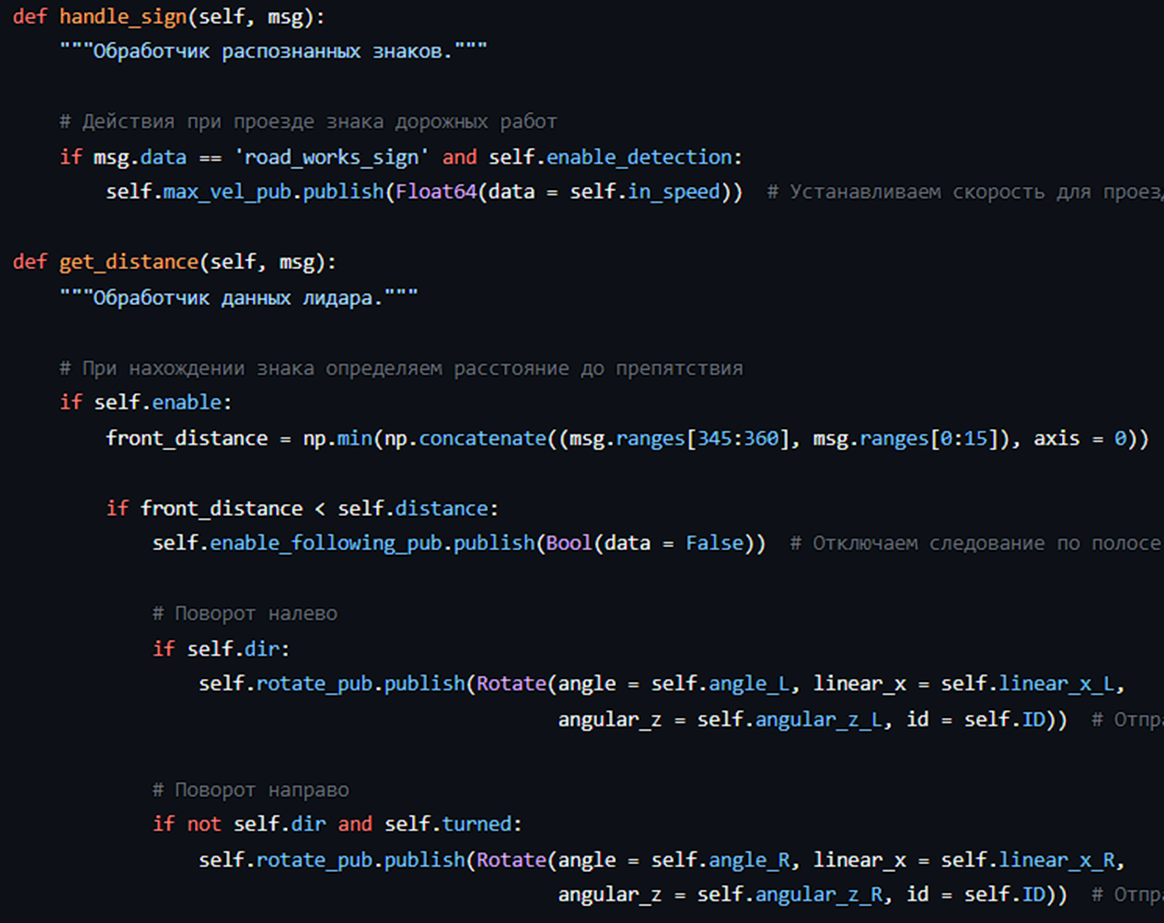 def handle_sign(self, msg):
"""Обработчик распознанных знаков."""
# Действия при проезде знака дорожных работ
if msg.data == 'road_works_sign' and self.enable_detection:
self.max_vel_pub.publish(Float64(data = self.in_speed)) # Устанавливаем скорость для
def get_distance(self, msg):
"""Обработчик данных лидара."""
# При нахождении знака определяем расстояние до препятствия
if self.enable:
front_distance = np.min(np.concatenate((msg.ranges[345:360], msg.ranges[0:15]), axis = 0))
if front_distance < self.distance:
self.enable_following_pub.publish(Bool(data = False)) # Отключаем следование по полосе
# Поворот налево
if self.dir:
self.rotate_pub.publish(Rotate(angle = self.angle_L, linear_x = self.linear_x_L,
angular_z = self.angular_z_L, id = self.ID)) #
# Поворот направо
if not self.dir and self.turned:
self.rotate_pub.publish(Rotate(angle = self.angle_R, linear_x = self.linear_x_R,
angular_z = self.angular_z_R, id = self.ID)) #